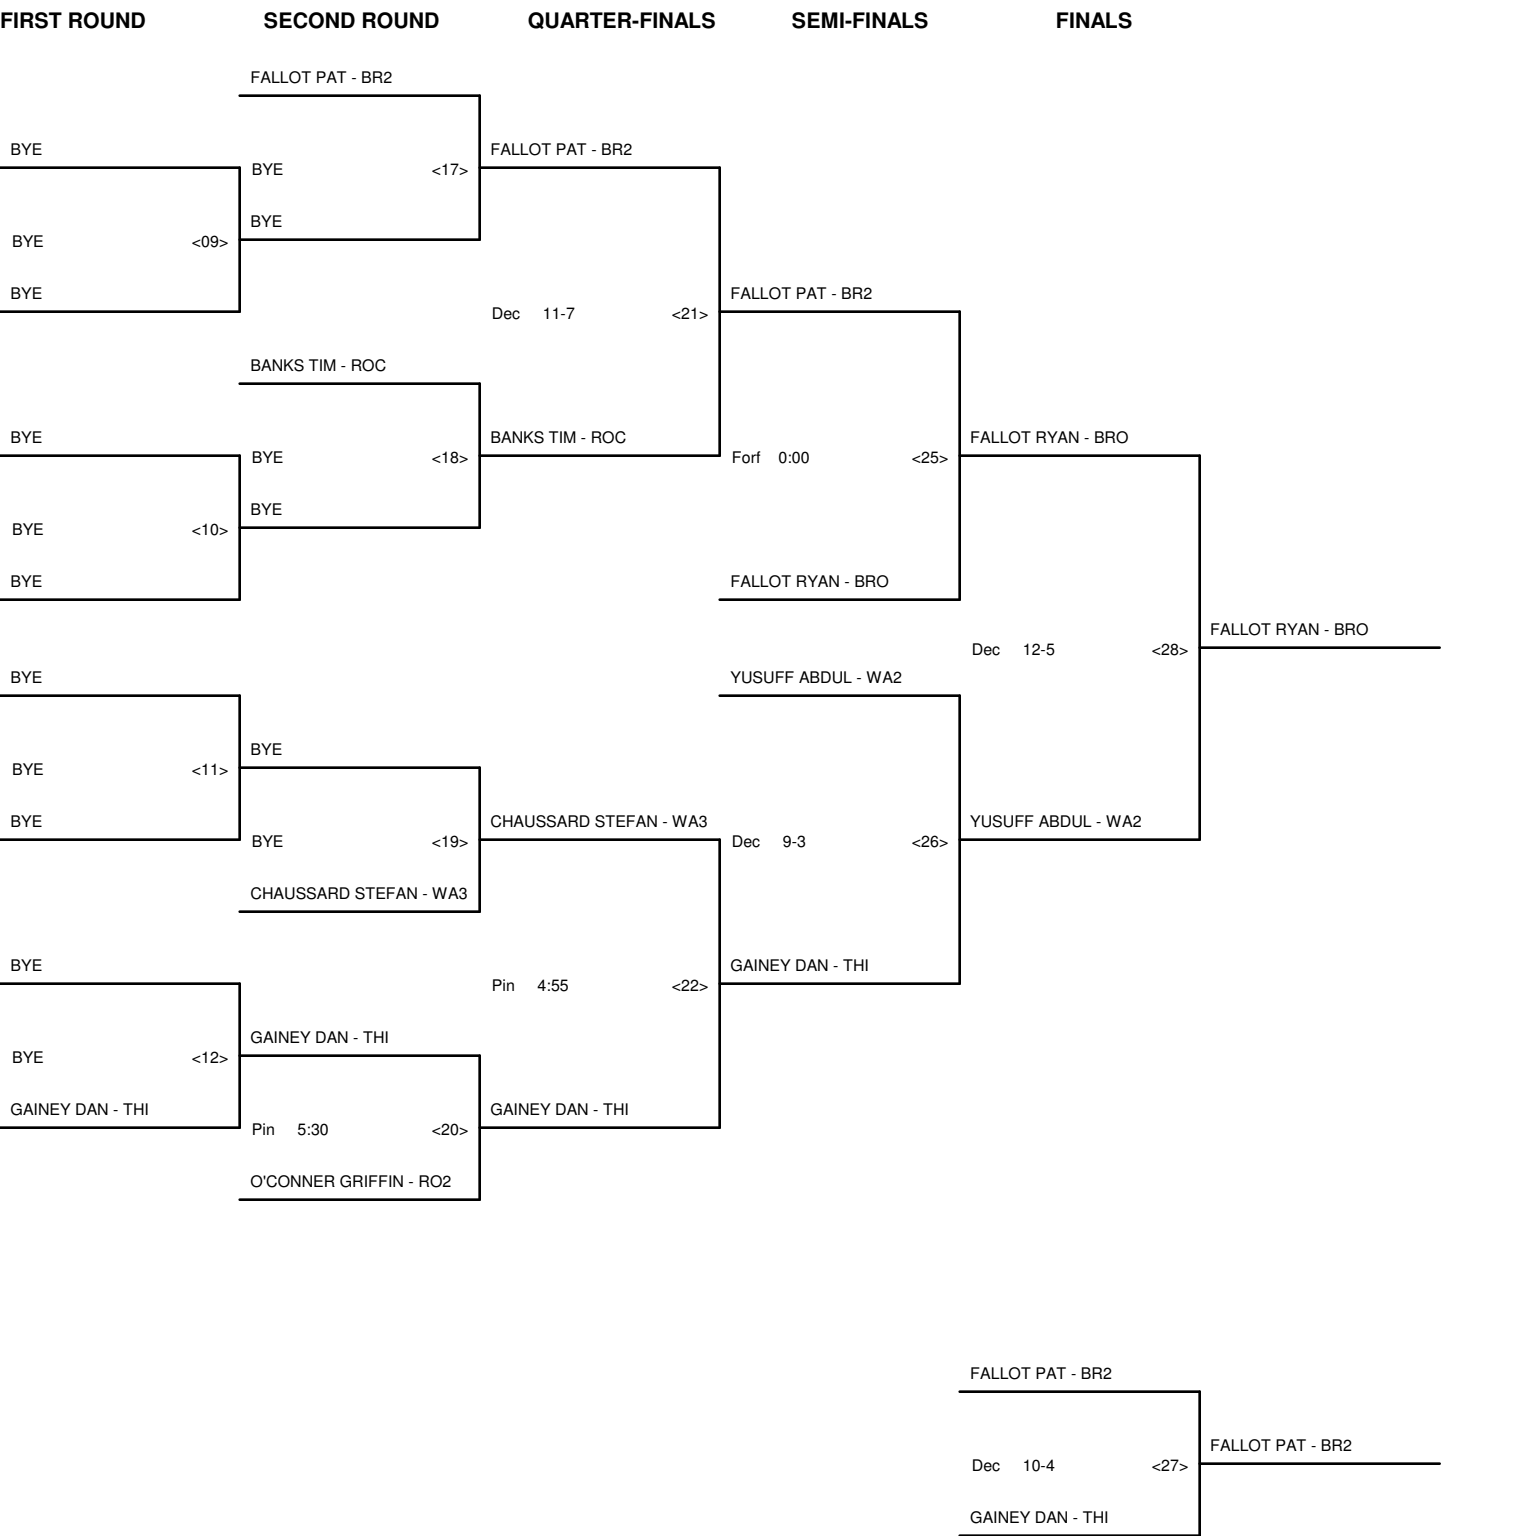 FIRST ROUND SECOND ROUND QUARTER-FINALS SEMI-FINALS FINALS
FALLOT PAT - BR2
BYE FALLOT PAT - BR2
BYE <17>
BYE
BYE <09>
BYE FALLOT PAT - BR2
Dec 11-7 <21>
BANKS TIM - ROC
BYE BANKS TIM - ROC FALLOT RYAN - BRO
BYE <18> Forf 0:00 <25>
BYE
BYE <10>
BYE FALLOT RYAN - BRO
FALLOT RYAN - BRO
Dec 12-5 <28>
BYE YUSUFF ABDUL - WA2
BYE
BYE <11>
BYE CHAUSSARD STEFAN - WA3 YUSUFF ABDUL - WA2
BYE <19> Dec 9-3 <26>
CHAUSSARD STEFAN - WA3
BYE GAINEY DAN - THI
Pin 4:55 <22>
GAINEY DAN - THI
BYE <12>
GAINEY DAN - THI GAINEY DAN - THI
Pin 5:30 <20>
O'CONNER GRIFFIN - RO2
FALLOT PAT - BR2
FALLOT PAT - BR2
Dec 10-4 <27>
GAINEY DAN - THI